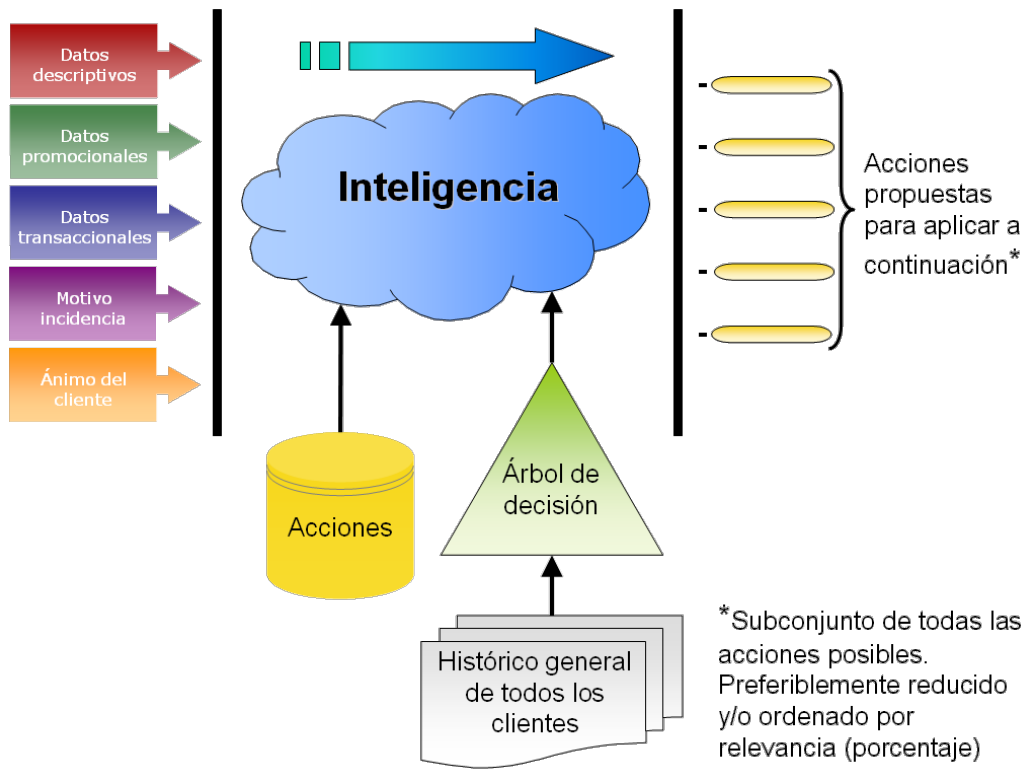 Datos
descriptivos
Datos
promocionales
Datos
transaccionales
Motivo
incidencia
Ánimo del
cliente
Inteligencia
Acciones
propuestas
para aplicar a
continuación*
Acciones
Árbol de
decisión
Histórico general
de todos los
clientes
*Subconjunto de todas las
acciones posibles.
Preferiblemente reducido
y/o ordenado por
relevancia (porcentaje)